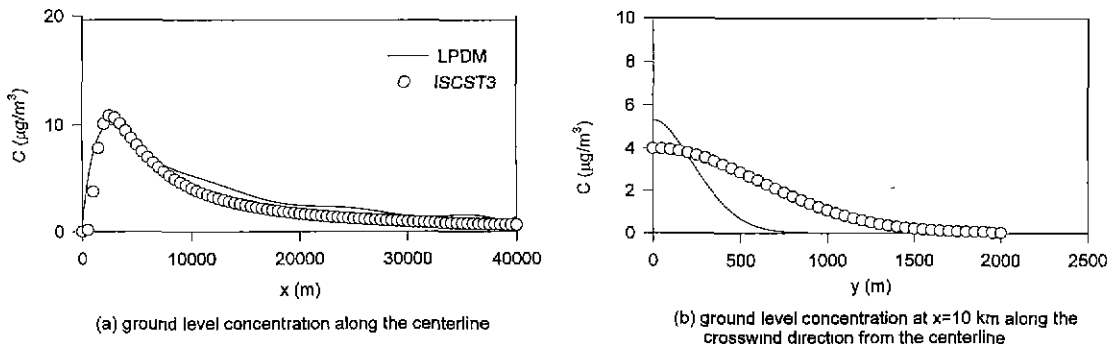 20
10
0
C (μg/m³)
LPDM
ISCST3
0
10000
20000
30000
40000
x (m)
(a) ground level concentration along the centerline
10
8
6
4
2
0
C (μg/m³)
0
500
1000
1500
2000
2500
y (m)
(b) ground level concentration at x=10 km along the
crosswind direction from the centerline